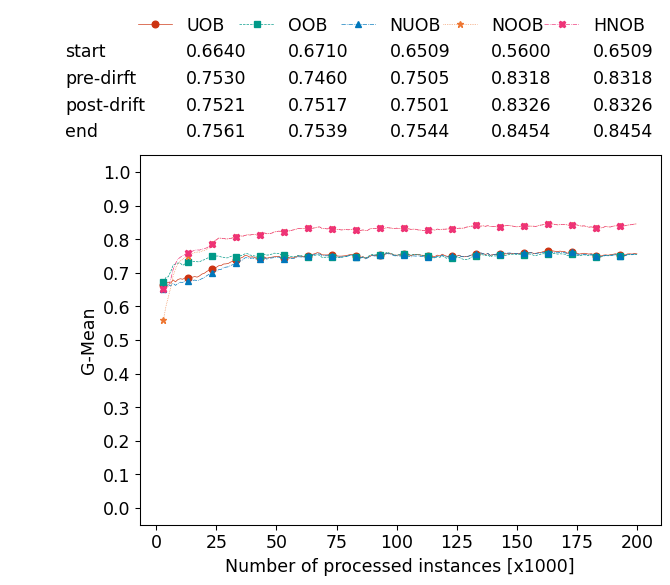 UOB OOB NUOB NOOB HNOB
start 0.6640 0.6710 0.6509 0.5600 0.6509
pre-dirft 0.7530 0.7460 0.7505 0.8318 0.8318
post-drift 0.7521 0.7517 0.7501 0.8326 0.8326
end 0.7561 0.7539 0.7544 0.8454 0.8454
1.0
0.9
0.8
0.7
0.6
0.5
0.4
0.3
0.2
0.1
0.0
G-Mean
0 25 50 75 100 125 150 175 200
Number of processed instances [x1000]